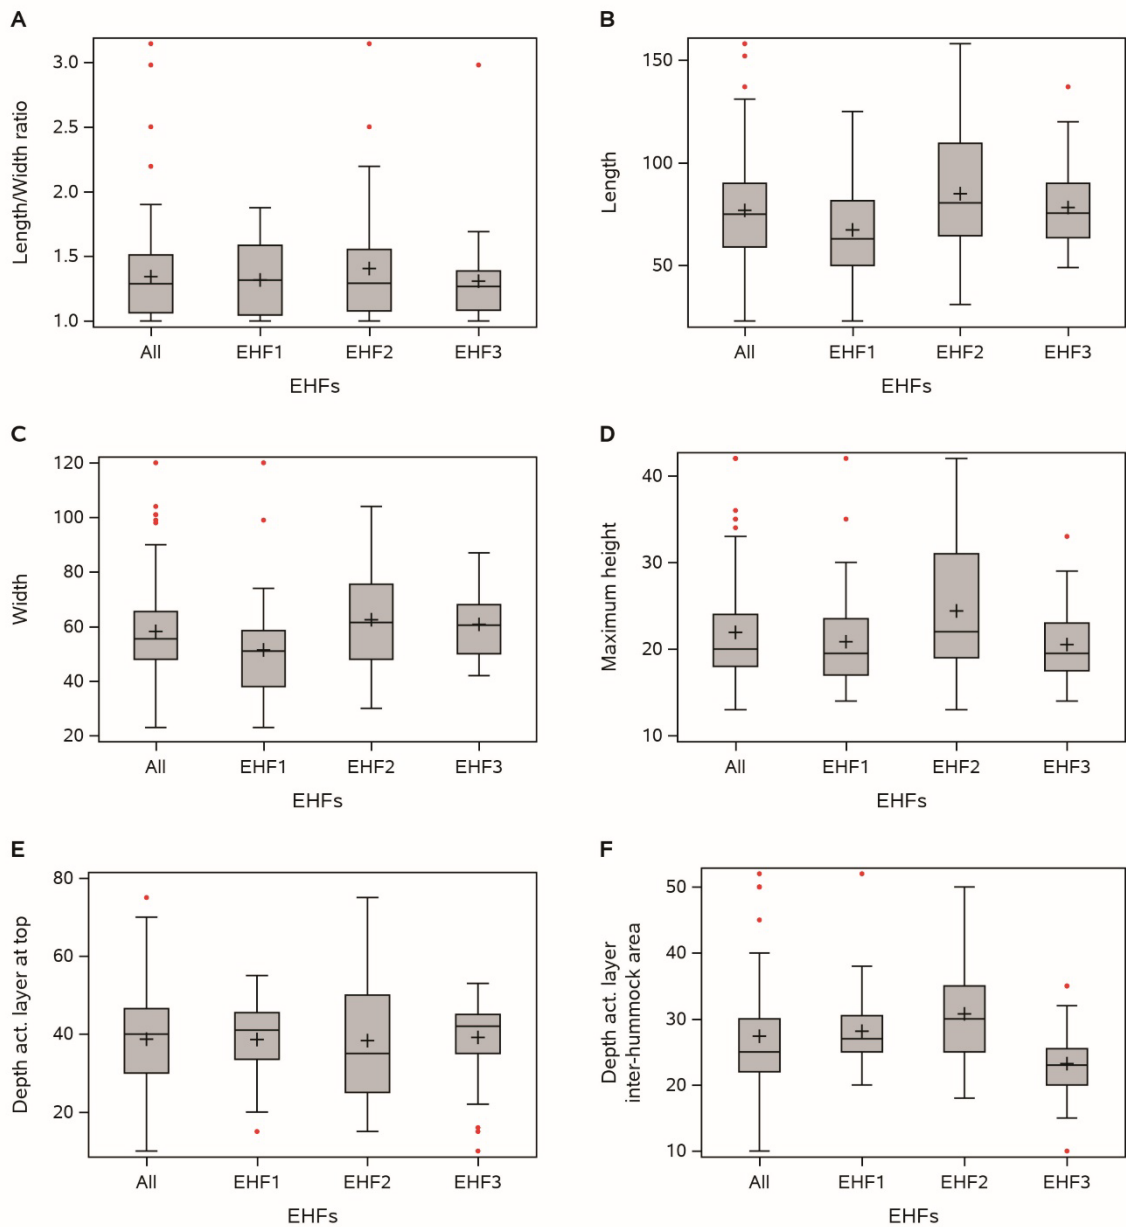 A
Length/Width ratio
3.0
2.5
2.0
1.5
1.0
All EHF1 EHF2 EHF3
EHFs
B
Length
150
100
50
All EHF1 EHF2 EHF3
EHFs
C
Width
120
100
80
60
40
20
All EHF1 EHF2 EHF3
EHFs
D
Maximum height
40
30
20
10
All EHF1 EHF2 EHF3
EHFs
E
Depth act. layer at top
80
60
40
20
All EHF1 EHF2 EHF3
EHFs
F
Depth act. layer
inter-hummock area
50
40
30
20
10
All EHF1 EHF2 EHF3
EHFs